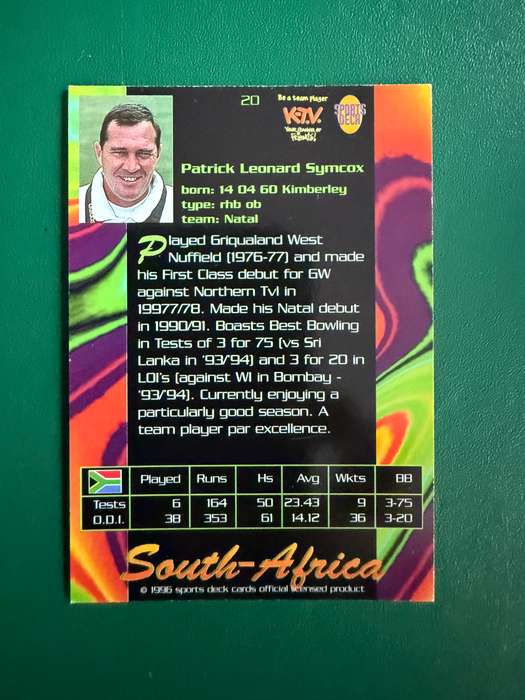 20
Be a team player
K-T.V.
Your channel of
Friends!
SPORTS
DECK
Patrick Leonard Symcox
born: 14 04 60 Kimberley
type: rhb ob
team: Natal
Played Griqualand West
Nuffield (1976-77) and made
his First Class debut for GW
against Northern Tvl in
19977/78. Made his Natal debut
in 1990/91. Boasts Best Bowling
in Tests of 3 for 75 (vs Sri
Lanka in '93/'94) and 3 for 20 in
LOI's (against WI in Bombay -
'93/'94). Currently enjoying a
particularly good season. A
team player par excellence.
Played Runs Hs Avg Wkts BB
Tests 6 164 50 23.43 9 3-75
O.D.I. 38 353 61 14.12 36 3-20
South-Africa
© 1996 sports deck cards official licensed product